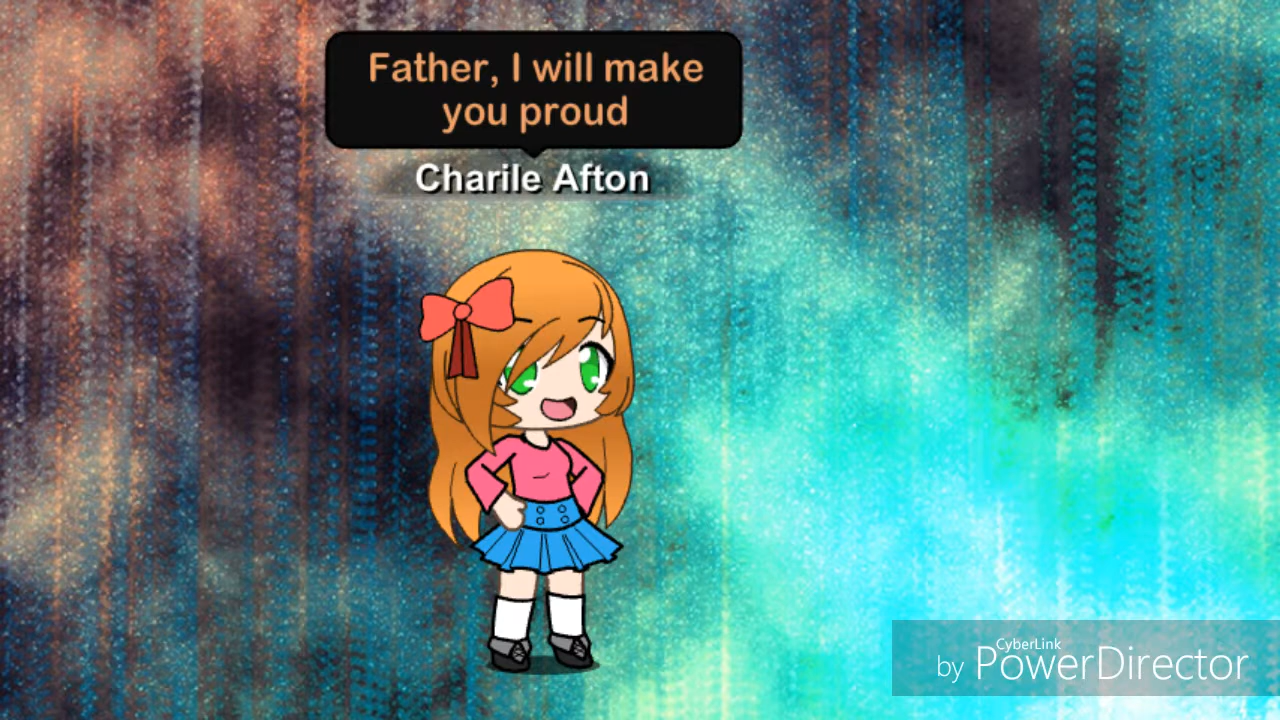 Father, I will make
you proud
Charile Afton
CyberLink
by PowerDirector